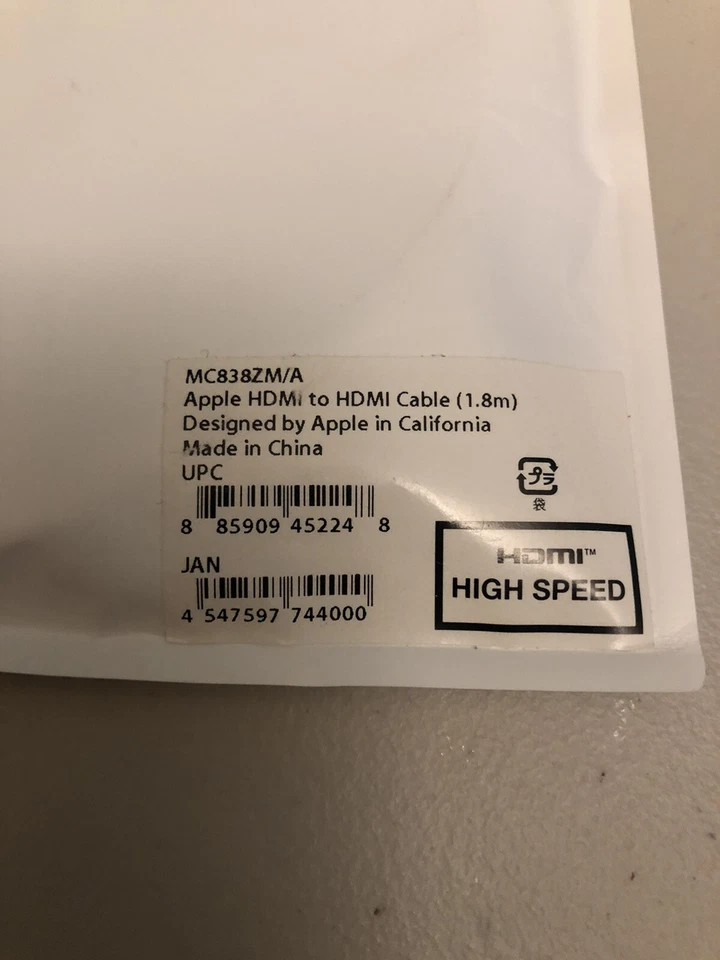 MC838ZM/A
Apple HDMI to HDMI Cable (1.8m)
Designed by Apple in California
Made in China
UPC
8 85909 45224 8
JAN
4 547597 744000
プラ
袋
HDMI™
HIGH SPEED